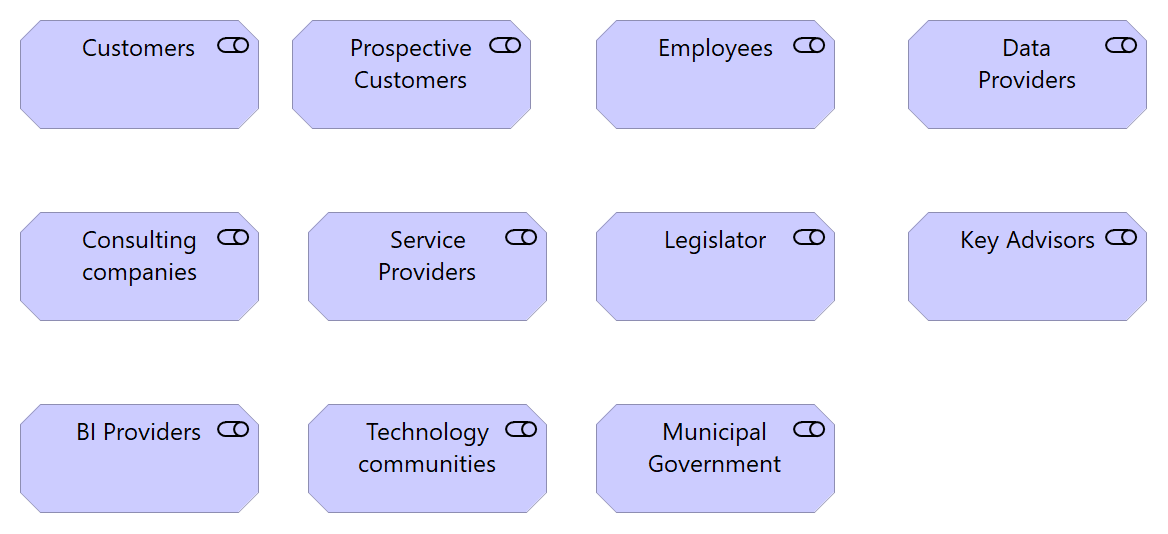 Customers
Prospective
Customers
Employees
Data
Providers
Consulting
companies
Service
Providers
Legislator
Key Advisors
BI Providers
Technology
communities
Municipal
Government